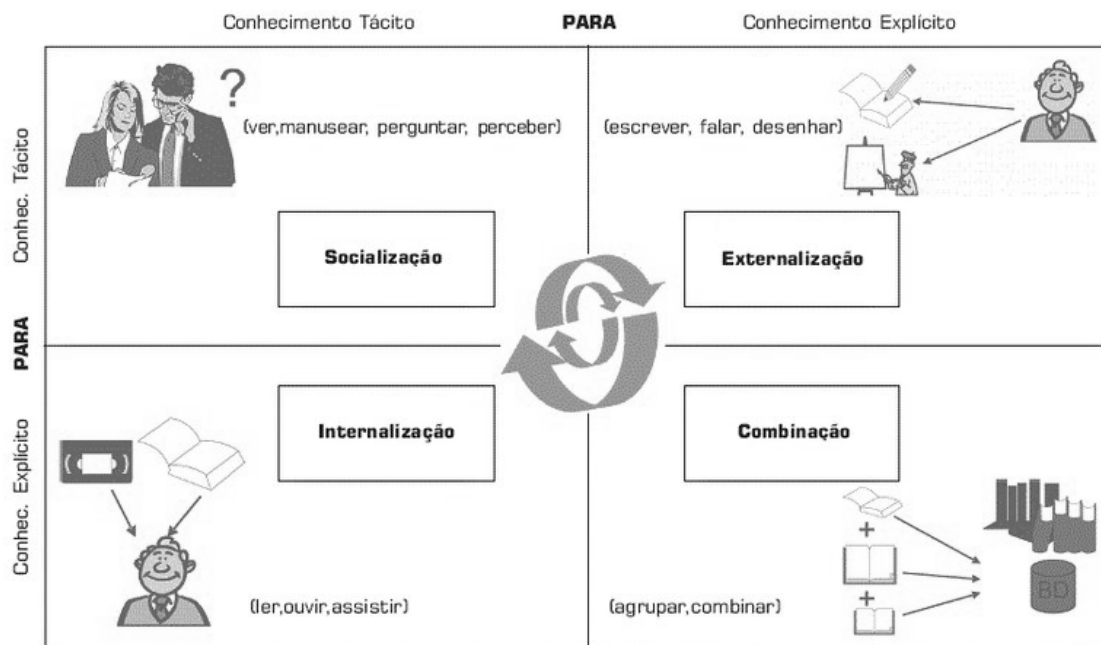 Conhecimento Tácito PARA Conhecimento Explícito
Conhec. Tácito
PARA
Conhec. Explícito
?
(ver,manusear, perguntar, perceber)
(escrever, falar, desenhar)
Socialização
Externalização
Internalização
Combinação
+
+
BD
(ler,ouvir,assistir)
(agrupar,combinar)